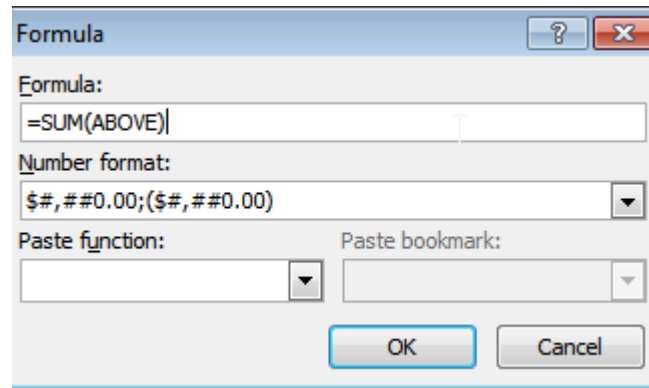 Formula
Formula:
=SUM(ABOVE)
Number format:
$#,##0.00;($#,##0.00)
Paste function: Paste bookmark:
OK Cancel